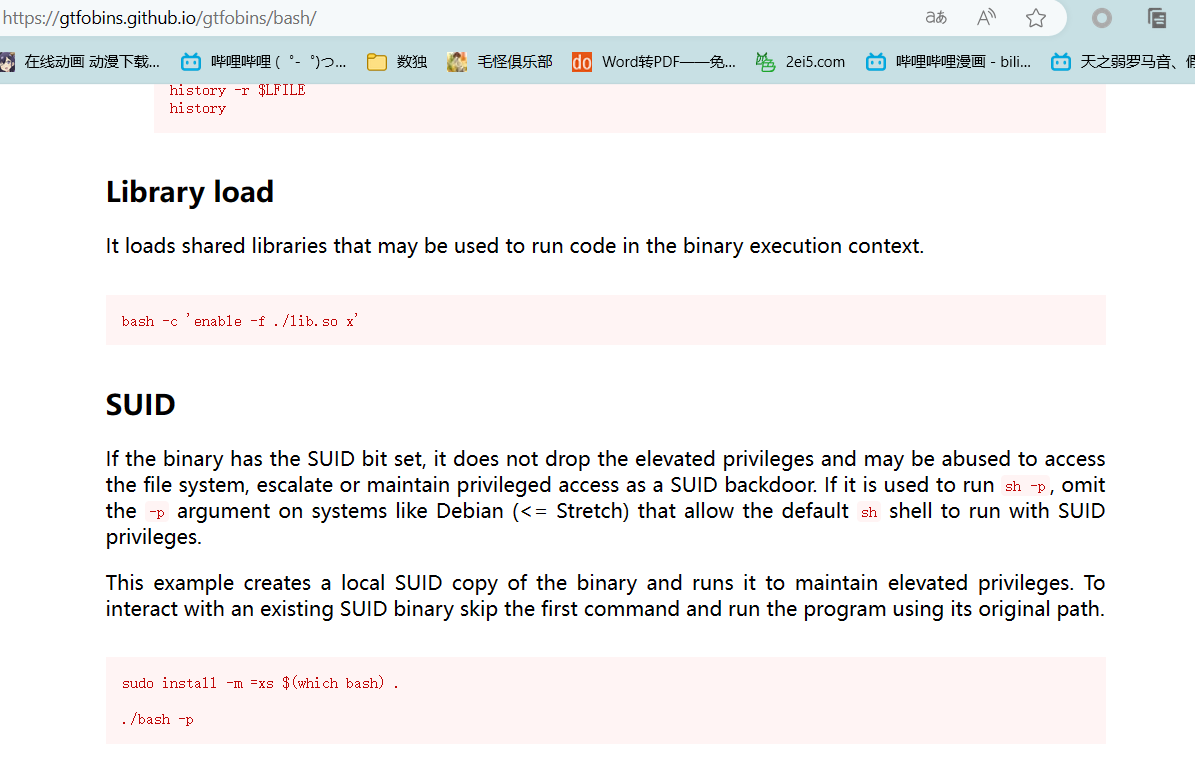 https://gtfobins.github.io/gtfobins/bash/
在线动画 动漫下载... 哔哩哔哩 (゜-゜)つ... 数独 毛怪俱乐部 Word转PDF——免... 2ei5.com 哔哩哔哩漫画 - bili... 天之弱罗马音、假
history -r $LFILE
history
Library load
It loads shared libraries that may be used to run code in the binary execution context.
bash -c 'enable -f ./lib.so x'
SUID
If the binary has the SUID bit set, it does not drop the elevated privileges and may be abused to access
the file system, escalate or maintain privileged access as a SUID backdoor. If it is used to run sh -p, omit
the -p argument on systems like Debian (<= Stretch) that allow the default sh shell to run with SUID
privileges.
This example creates a local SUID copy of the binary and runs it to maintain elevated privileges. To
interact with an existing SUID binary skip the first command and run the program using its original path.
sudo install -m =xs $(which bash) .
./bash -p